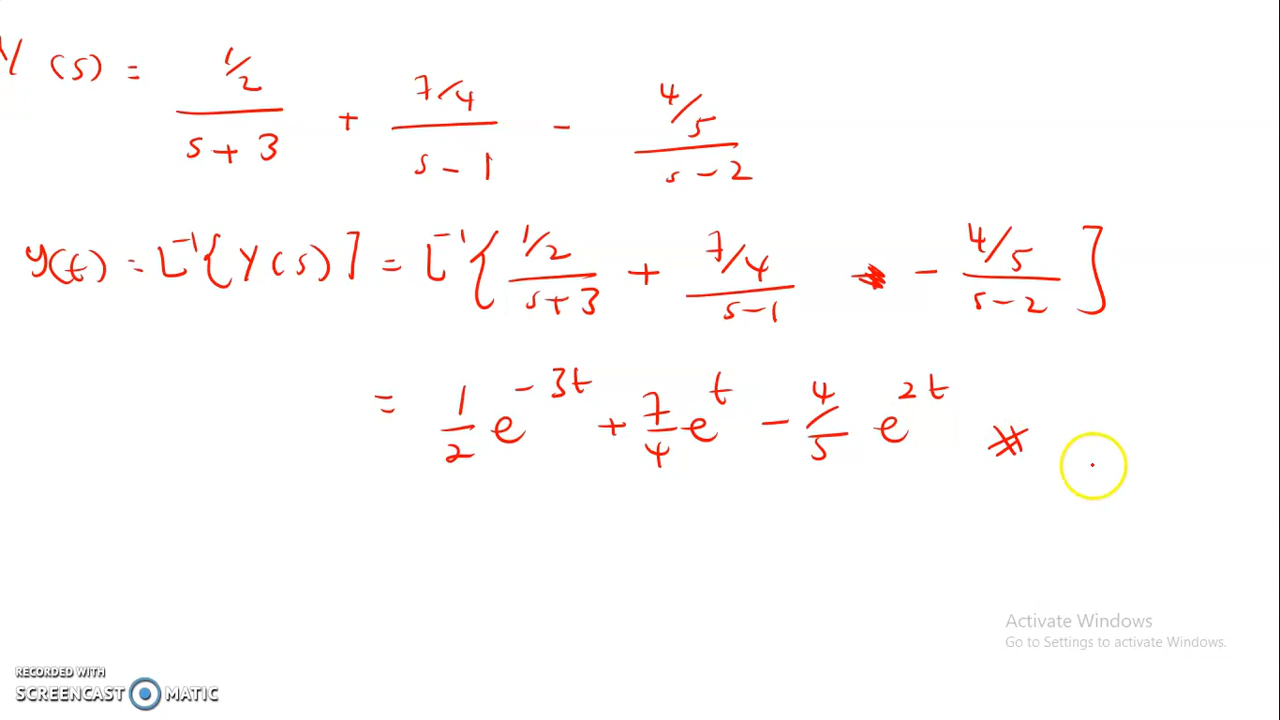 Y(s) = 1/2 / (s + 3) + 7/4 / (s - 1) - 4/5 / (s - 2)
y(t) = L⁻¹{Y(s)] = L⁻¹{ 1/2 / (s+3) + 7/4 / (s-1) - 4/5 / (s-2) ]
= 1/2 e^(-3t) + 7/4 e^t - 4/5 e^(2t) #
Activate Windows
Go to Settings to activate Windows.
RECORDED WITH
SCREENCAST MATIC